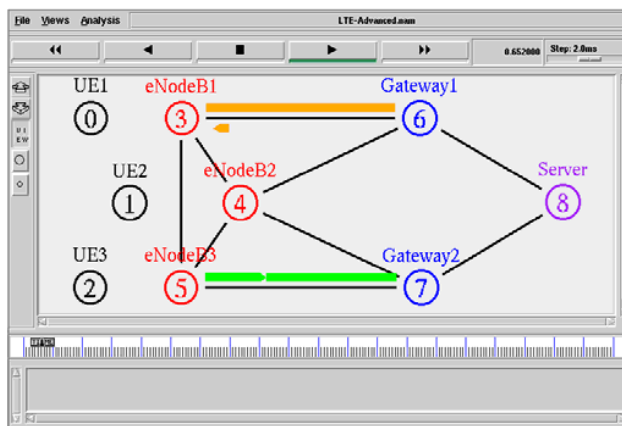 File Views Analysis LTE-Advanced.nam
0.652000 Step: 2.0ms
UE1 eNodeB1 Gateway1
0 3 6
UE2 eNodeB2 Server
1 4 8
UE3 eNodeB3 Gateway2
2 5 7